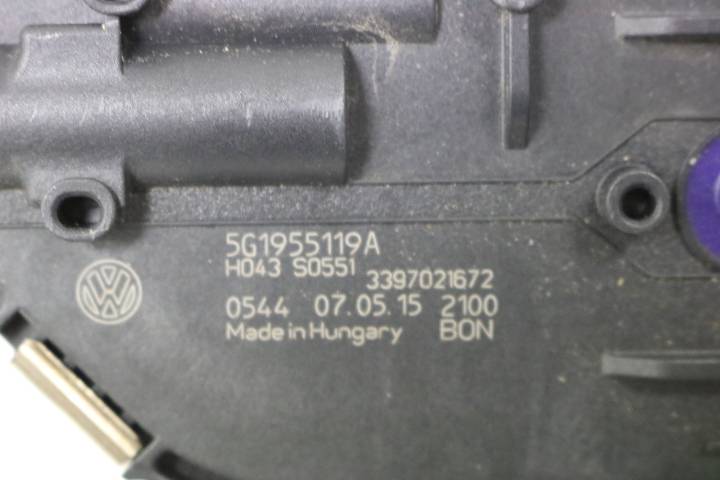 5G1955119A
H043 S0551
3397021672
0544 07.05.15 2100
Made in Hungary BON